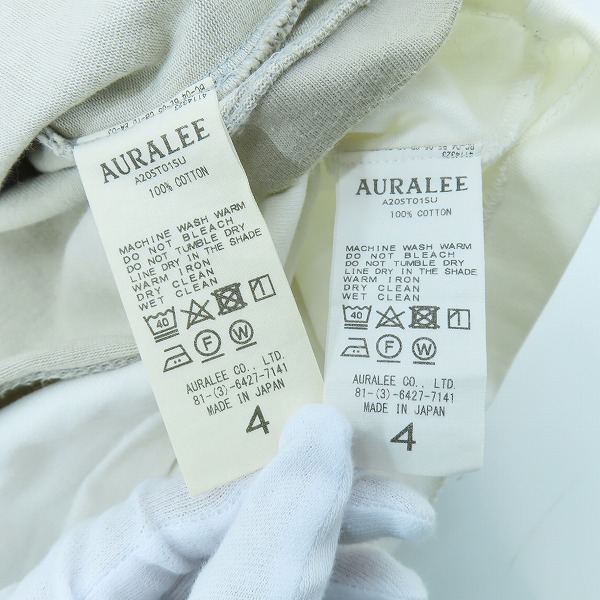 AURALEE
A20ST01SU
100% COTTON
MACHINE WASH WARM
DO NOT BLEACH
DO NOT TUMBLE DRY
LINE DRY IN THE SHADE
WARM IRON
DRY CLEAN
WET CLEAN
40
F W
AURALEE CO., LTD.
81-(3)-6427-7141
MADE IN JAPAN
4
4114323
AURALEE
A20ST01SU
100% COTTON
MACHINE WASH WARM
DO NOT BLEACH
DO NOT TUMBLE DRY
LINE DRY IN THE SHADE
WARM IRON
DRY CLEAN
WET CLEAN
40
F W
AURALEE CO., LTD.
81-(3)-6427-7141
MADE IN JAPAN
4
4114323